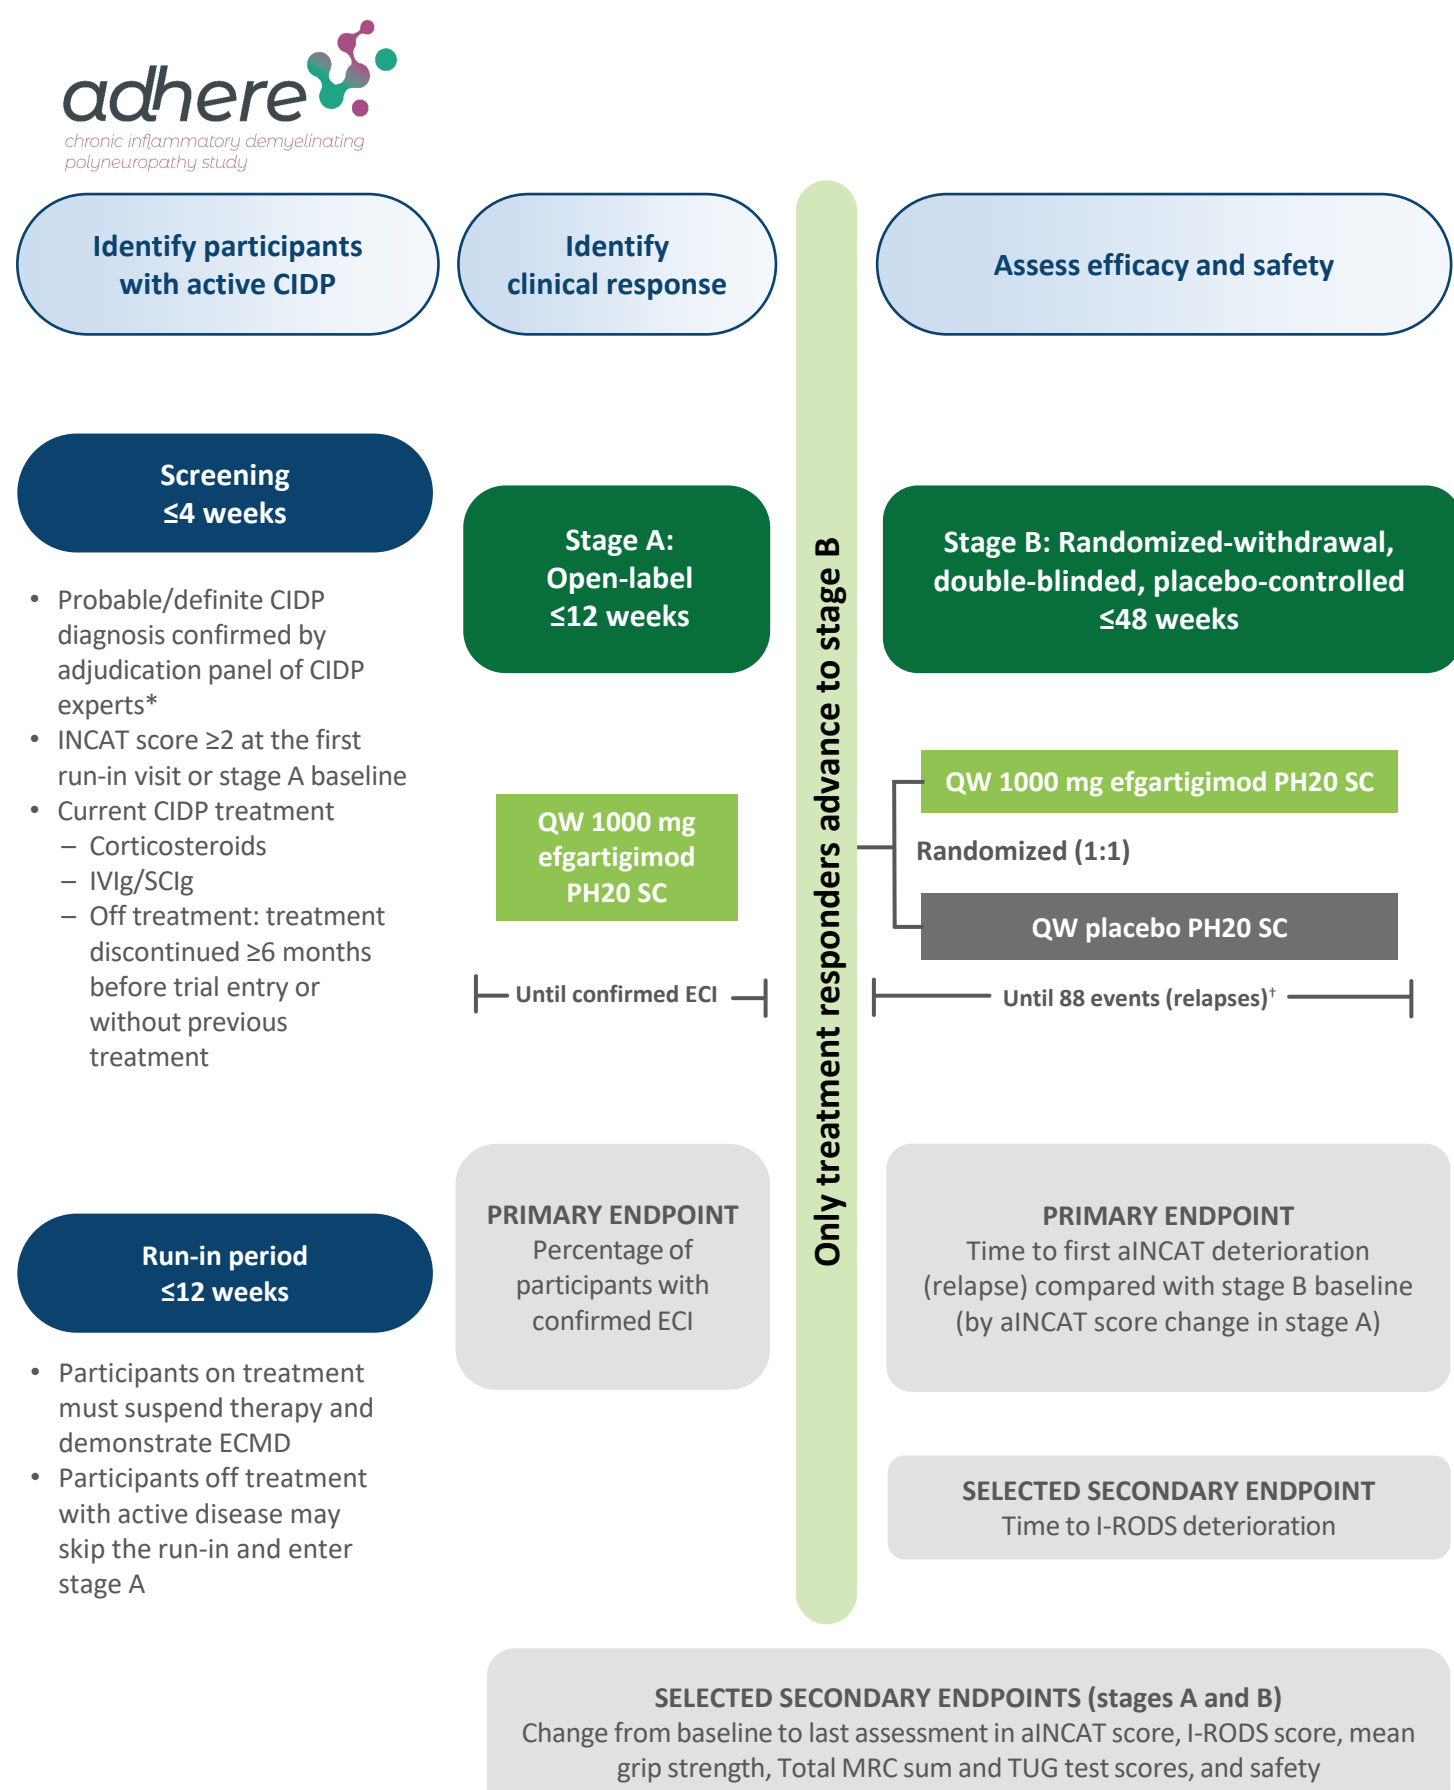 adhere
chronic inflammatory demyelinating
polyneuropathy study
Identify participants
with active CIDP
Identify
clinical response
Assess efficacy and safety
Screening
≤4 weeks
• Probable/definite CIDP
diagnosis confirmed by
adjudication panel of CIDP
experts*
• INCAT score ≥2 at the first
run-in visit or stage A baseline
• Current CIDP treatment
– Corticosteroids
– IVIg/SCIg
– Off treatment: treatment
discontinued ≥6 months
before trial entry or
without previous
treatment
Run-in period
≤12 weeks
• Participants on treatment
must suspend therapy and
demonstrate ECMD
• Participants off treatment
with active disease may
skip the run-in and enter
stage A
Stage A:
Open-label
≤12 weeks
QW 1000 mg
efgartigimod
PH20 SC
Until confirmed ECI
PRIMARY ENDPOINT
Percentage of
participants with
confirmed ECI
Only treatment responders advance to stage B
Stage B: Randomized-withdrawal,
double-blinded, placebo-controlled
≤48 weeks
QW 1000 mg efgartigimod PH20 SC
Randomized (1:1)
QW placebo PH20 SC
Until 88 events (relapses)†
PRIMARY ENDPOINT
Time to first aINCAT deterioration
(relapse) compared with stage B baseline
(by aINCAT score change in stage A)
SELECTED SECONDARY ENDPOINT
Time to I-RODS deterioration
SELECTED SECONDARY ENDPOINTS (stages A and B)
Change from baseline to last assessment in aINCAT score, I-RODS score, mean
grip strength, Total MRC sum and TUG test scores, and safety